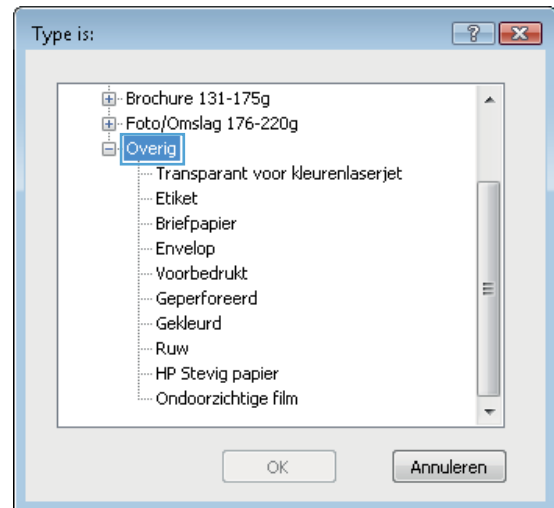 Type is:
Brochure 131-175g
Foto/Omslag 176-220g
Overig
Transparant voor kleurenlaserjet
Etiket
Briefpapier
Envelop
Voorbedrukt
Geperforeerd
Gekleurd
Ruw
HP Stevig papier
Ondoorzichtige film
OK
Annuleren